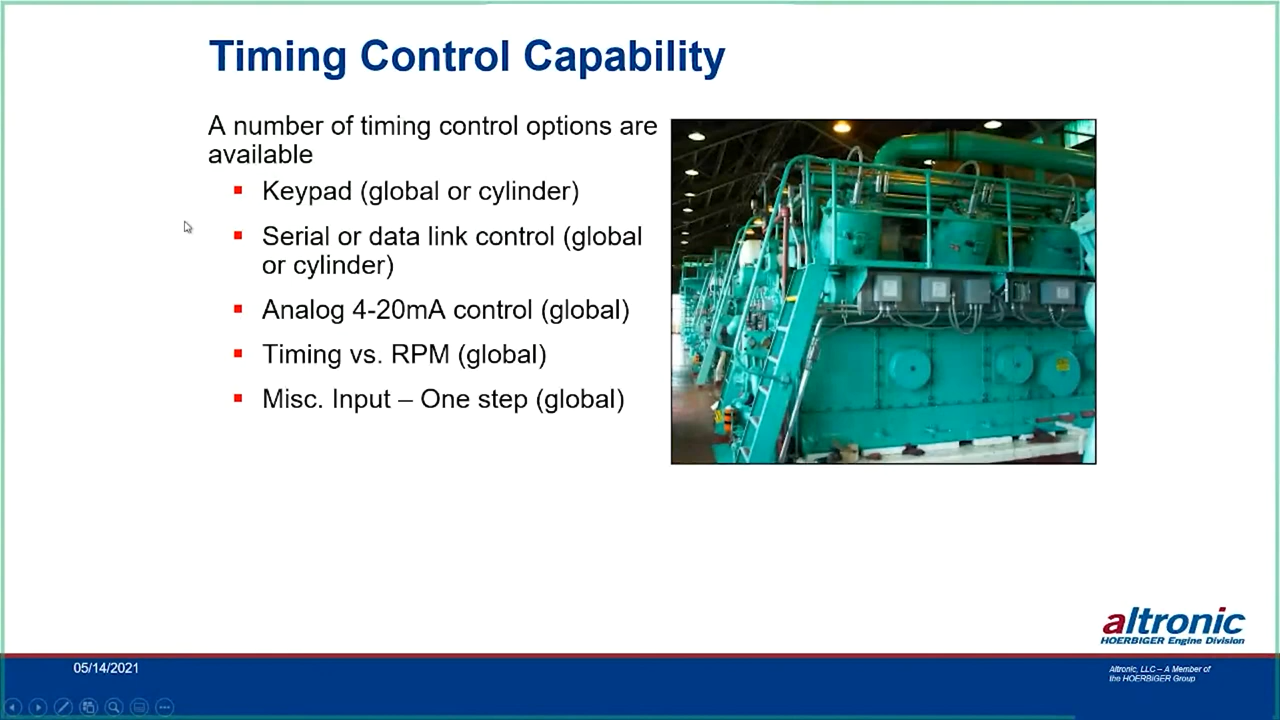 Timing Control Capability
A number of timing control options are
available
Keypad (global or cylinder)
Serial or data link control (global
or cylinder)
Analog 4-20mA control (global)
Timing vs. RPM (global)
Misc. Input – One step (global)
altronic
HOERBIGER Engine Division
05/14/2021
Altronic, LLC – A Member of
the HOERBIGER Group